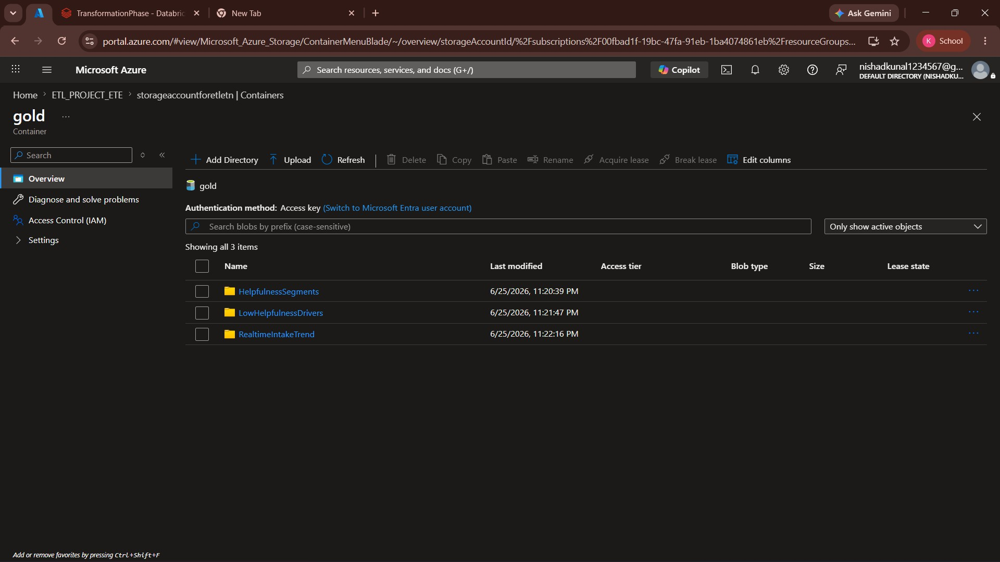 TransformationPhase - Databric
New Tab
Ask Gemini
portal.azure.com/#view/Microsoft_Azure_Storage/ContainerMenuBlade/~/overview/storageAccountId/%2Fsubscriptions%2F00fbad1f-19bc-47fa-91eb-1ba4074861eb%2FresourceGroups...
K School
Microsoft Azure
Search resources, services, and docs (G+/)
Copilot
nishadkunal1234567@g...
DEFAULT DIRECTORY (NISHADKU...
Home > ETL_PROJECT_ETE > storageaccountforetletn | Containers
gold ...
Container
Search
Add Directory Upload Refresh Delete Copy Paste Rename Acquire lease Break lease Edit columns
Overview
Diagnose and solve problems
Access Control (IAM)
Settings
gold
Authentication method: Access key (Switch to Microsoft Entra user account)
Search blobs by prefix (case-sensitive)
Only show active objects
Showing all 3 items
Name Last modified Access tier Blob type Size Lease state
HelpfulnessSegments 6/25/2026, 11:20:39 PM ...
LowHelpfulnessDrivers 6/25/2026, 11:21:47 PM ...
RealtimeIntakeTrend 6/25/2026, 11:22:16 PM ...
Add or remove favorites by pressing Ctrl+Shift+F